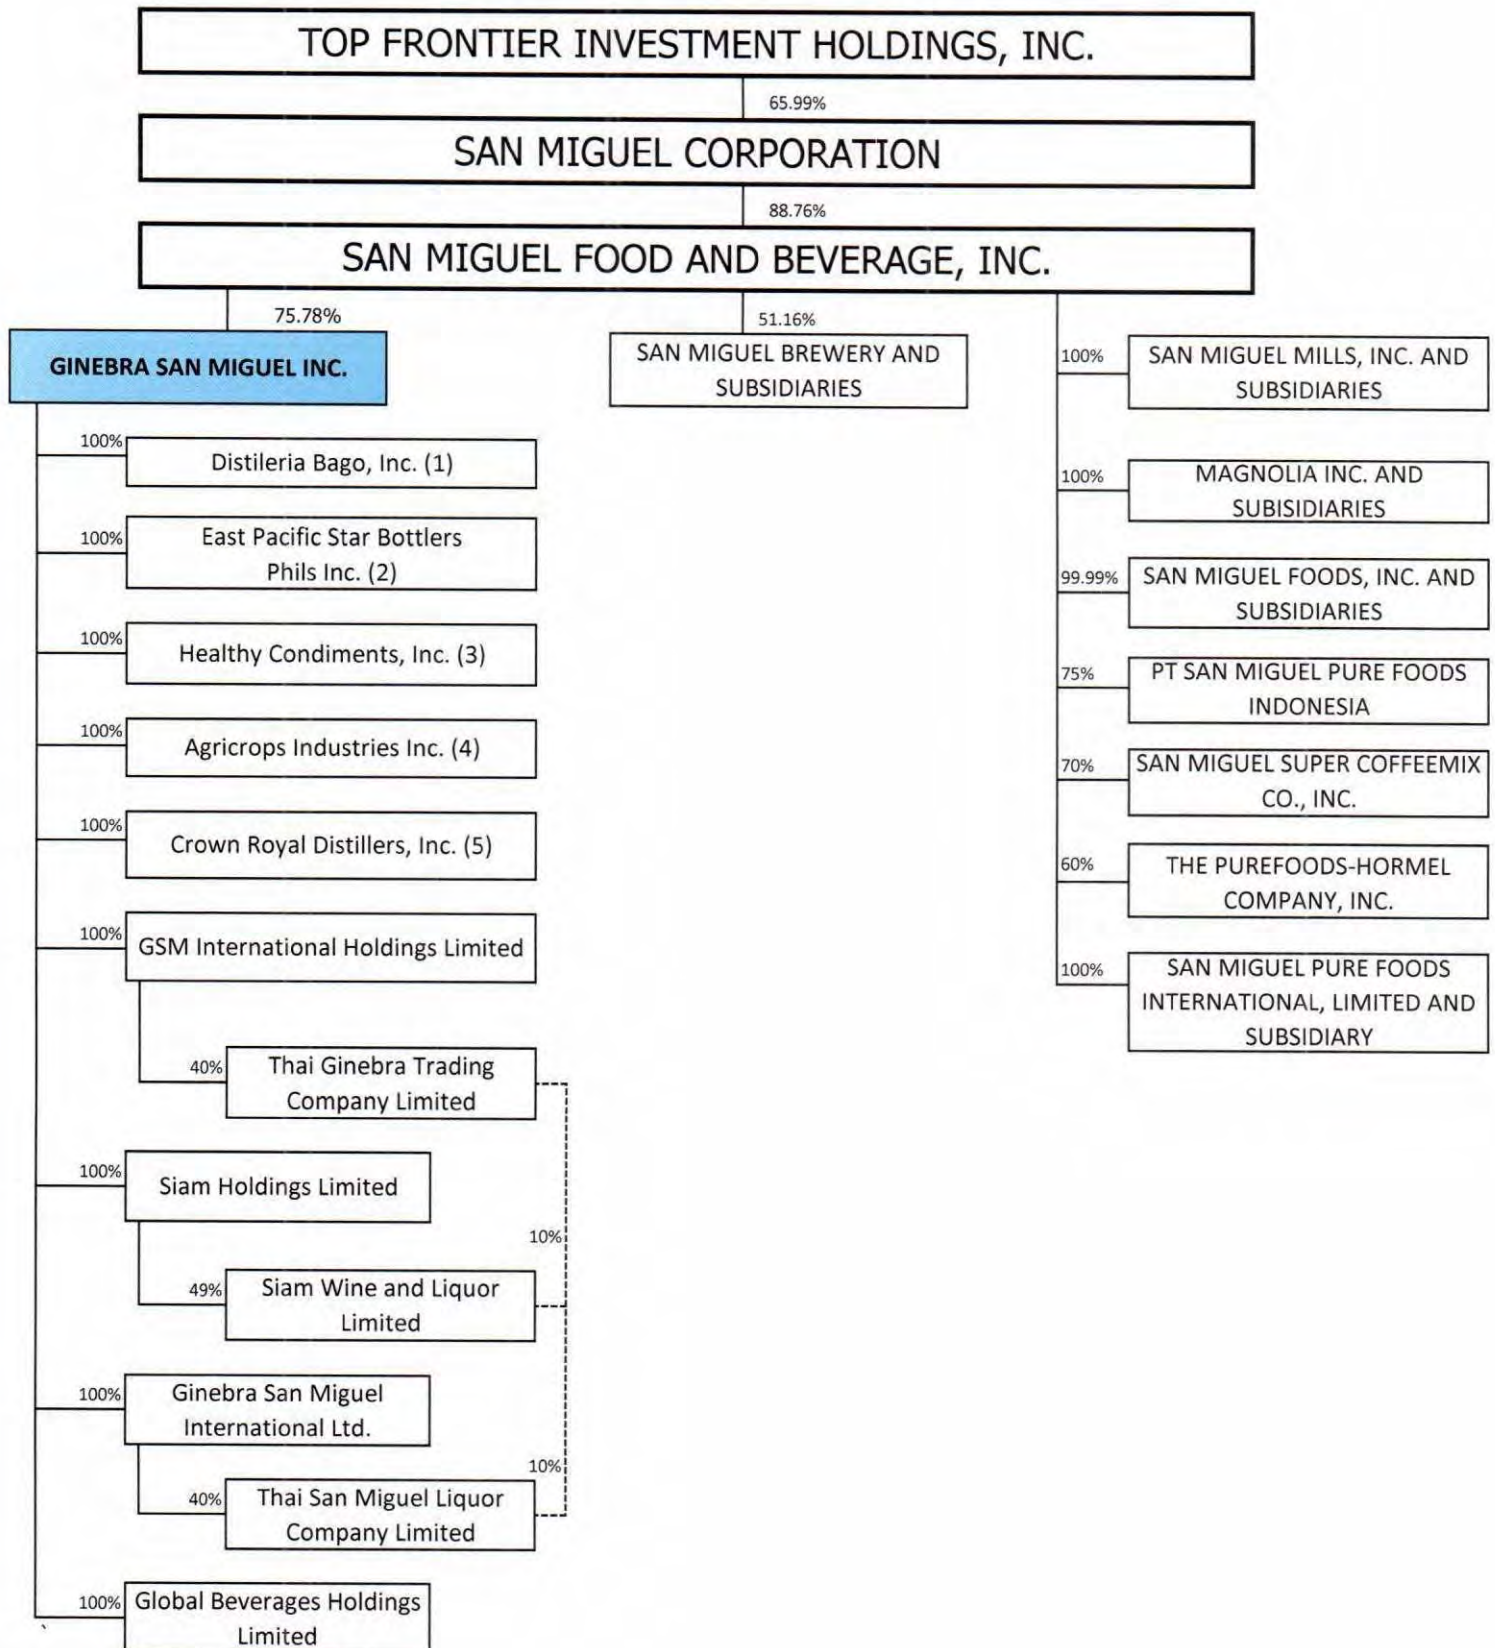 TOP FRONTIER INVESTMENT HOLDINGS, INC.
65.99%
SAN MIGUEL CORPORATION
88.76%
SAN MIGUEL FOOD AND BEVERAGE, INC.
75.78%
GINEBRA SAN MIGUEL INC.
100%
Distileria Bago, Inc. (1)
100%
East Pacific Star Bottlers
Phils Inc. (2)
100%
Healthy Condiments, Inc. (3)
100%
Agricrops Industries Inc. (4)
100%
Crown Royal Distillers, Inc. (5)
100%
GSM International Holdings Limited
40%
Thai Ginebra Trading
Company Limited
100%
Siam Holdings Limited
10%
49%
Siam Wine and Liquor
Limited
100%
Ginebra San Miguel
International Ltd.
10%
40%
Thai San Miguel Liquor
Company Limited
100%
Global Beverages Holdings
Limited
51.16%
SAN MIGUEL BREWERY AND
SUBSIDIARIES
100%
SAN MIGUEL MILLS, INC. AND
SUBSIDIARIES
100%
MAGNOLIA INC. AND
SUBISIDIARIES
99.99%
SAN MIGUEL FOODS, INC. AND
SUBSIDIARIES
75%
PT SAN MIGUEL PURE FOODS
INDONESIA
70%
SAN MIGUEL SUPER COFFEEMIX
CO., INC.
60%
THE PUREFOODS-HORMEL
COMPANY, INC.
100%
SAN MIGUEL PURE FOODS
INTERNATIONAL, LIMITED AND
SUBSIDIARY